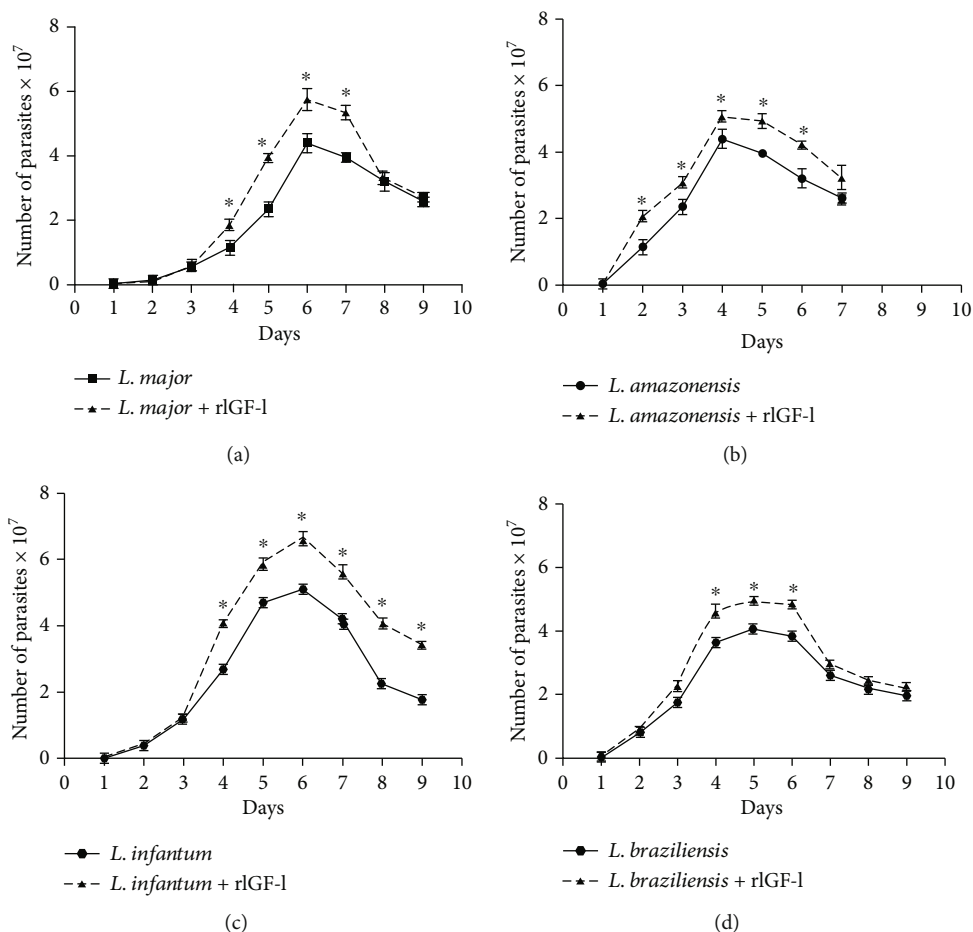 Number of parasites × 10⁷
8
6
4
2
0
* * * *
0 1 2 3 4 5 6 7 8 9 10
Days
L. major
L. major + rlGF-l
(a)
Number of parasites × 10⁷
8
6
4
2
0
* * * * *
0 1 2 3 4 5 6 7 8 9 10
Days
L. amazonensis
L. amazonensis + rlGF-l
(b)
Number of parasites × 10⁷
8
6
4
2
0
* * * * * *
0 1 2 3 4 5 6 7 8 9 10
Days
L. infantum
L. infantum + rlGF-l
(c)
Number of parasites × 10⁷
8
6
4
2
0
* * *
0 1 2 3 4 5 6 7 8 9 10
Days
L. braziliensis
L. braziliensis + rlGF-l
(d)